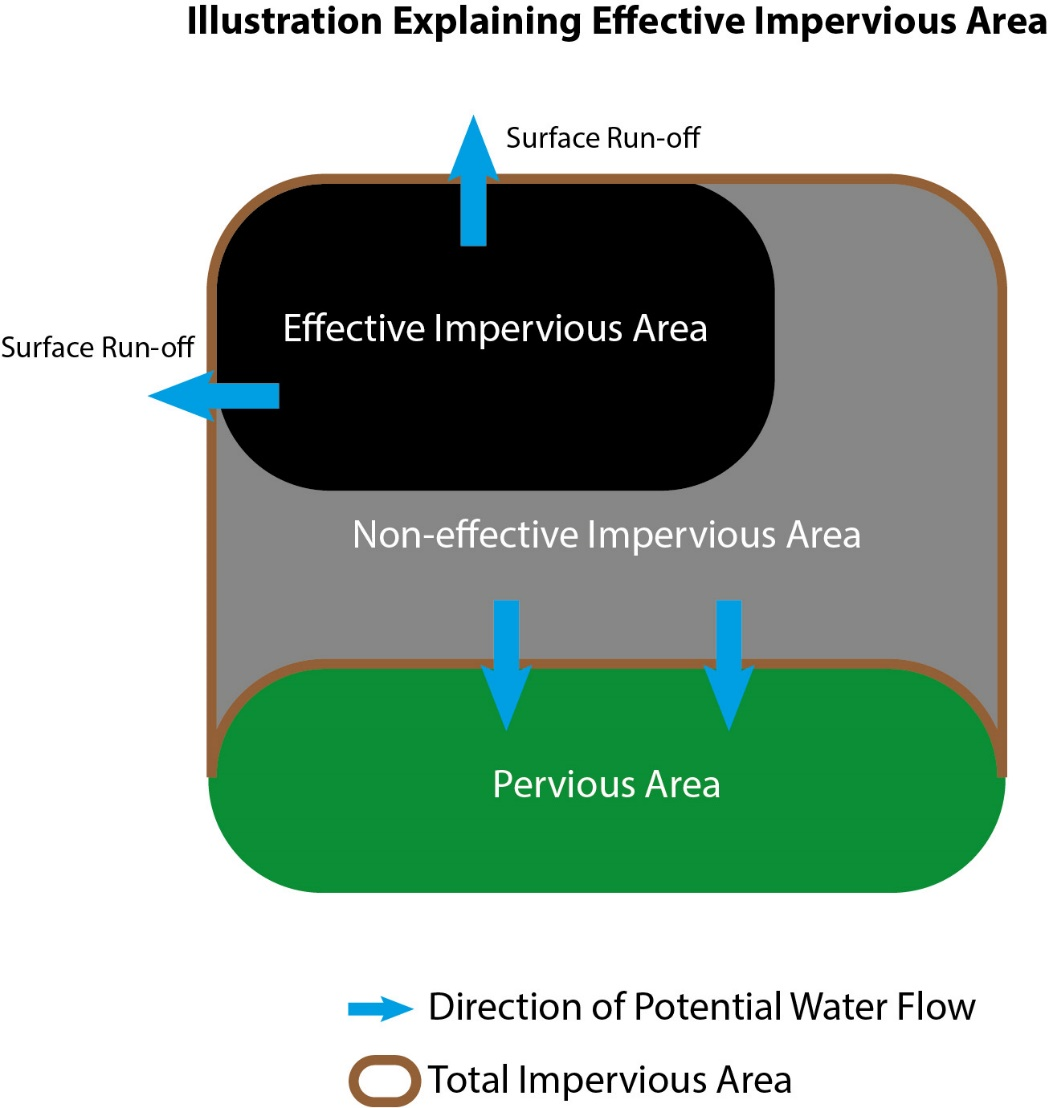 Illustration Explaining Effective Impervious Area
Surface Run-off
Effective Impervious Area
Surface Run-off
Non-effective Impervious Area
Pervious Area
Direction of Potential Water Flow
Total Impervious Area